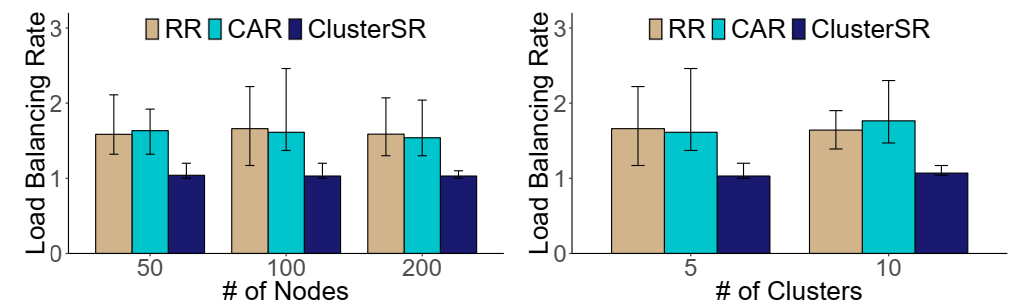 RR CAR ClusterSR
Load Balancing Rate
3
2
1
0
50 100 200
# of Nodes
RR CAR ClusterSR
Load Balancing Rate
3
2
1
0
5 10
# of Clusters